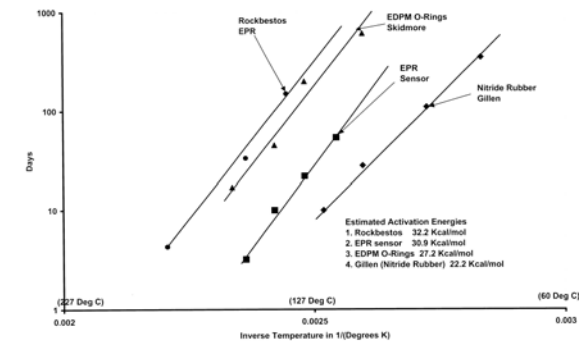 1000
100
10
1
Days
Rockbestos
EPR
EDPM O-Rings
Skidmore
EPR
Sensor
Nitride Rubber
Gillen
Estimated Activation Energies
1. Rockbestos 32.2 Kcal/mol
2. EPR sensor 30.9 Kcal/mol
3. EDPM O-Rings 27.2 Kcal/mol
4. Gillen (Nitride Rubber) 22.2 Kcal/mol
(227 Deg C) (127 Deg C) (60 Deg C)
0.002 0.0025 0.003
Inverse Temperature in 1/(Degrees K)